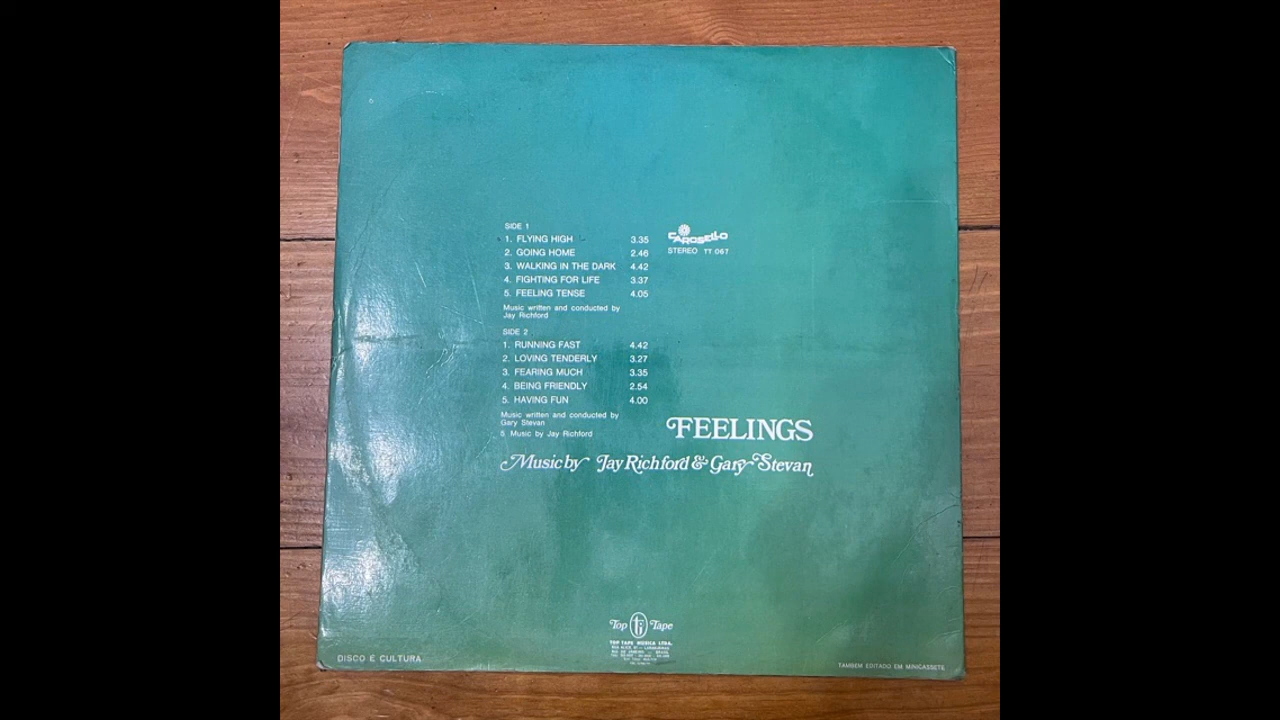 SIDE 1
1. FLYING HIGH 3.35
2. GOING HOME 2.46
3. WALKING IN THE DARK 4.42
4. FIGHTING FOR LIFE 3.37
5. FEELING TENSE 4.05
Music written and conducted by
Jay Richford
CAROSELLO
STEREO TT 067
SIDE 2
1. RUNNING FAST 4.42
2. LOVING TENDERLY 3.27
3. FEARING MUCH 3.35
4. BEING FRIENDLY 2.54
5. HAVING FUN 4.00
Music written and conducted by
Gary Stevan
5 Music by Jay Richford
FEELINGS
Music by Jay Richford & Gary Stevan
Top Tape
TOP TAPE MUSICA LTDA.
RIO DE JANEIRO — BRASIL
DISCO É CULTURA
TAMBEM EDITADO EM MINICASSETE